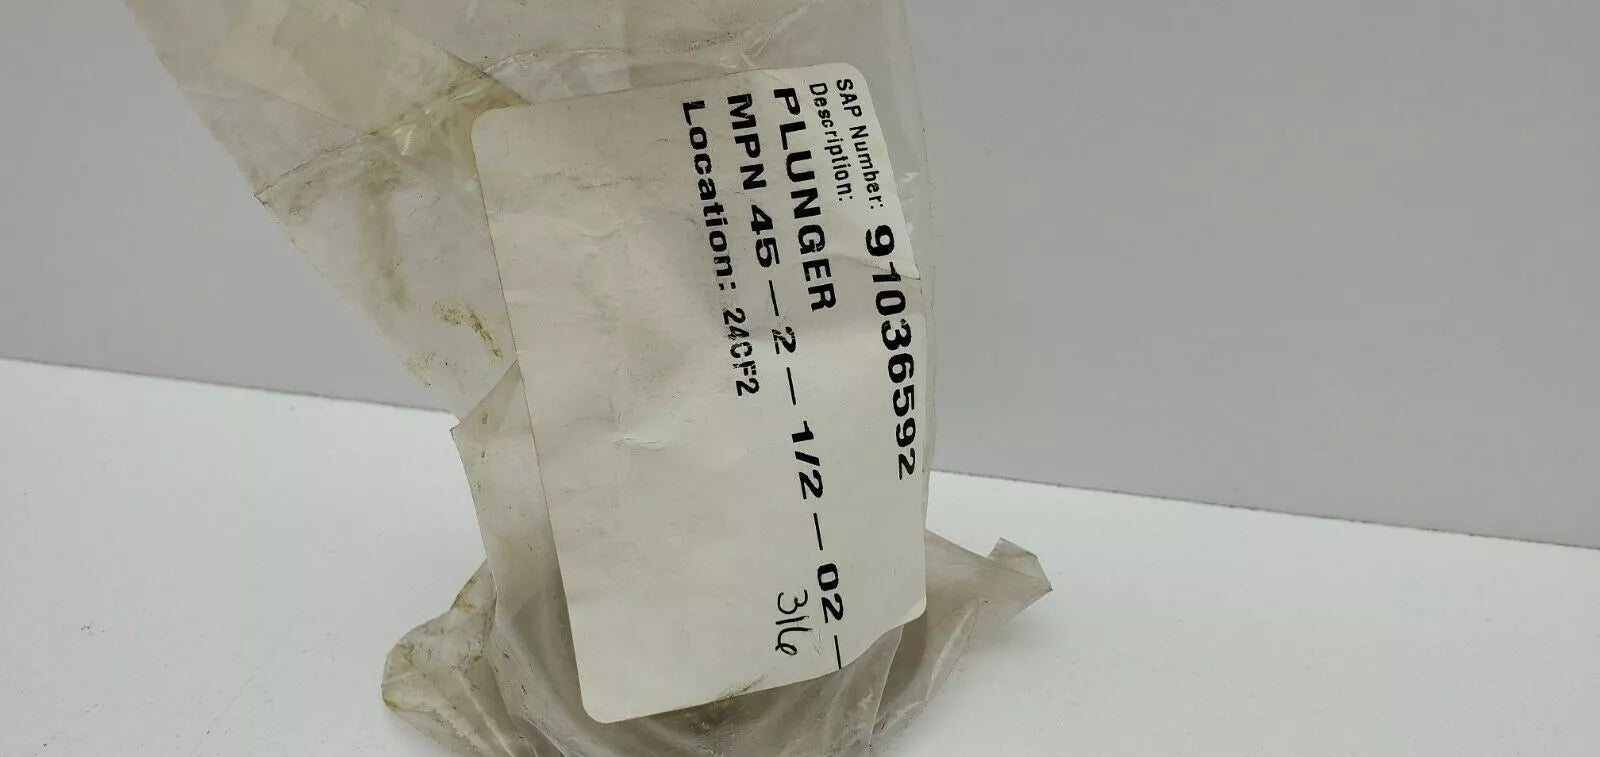 SAP Number: 91036592
Description:
PLUNGER
MPN 45 — 2 — 1/2 — 02 —
316
Location: 24CF2